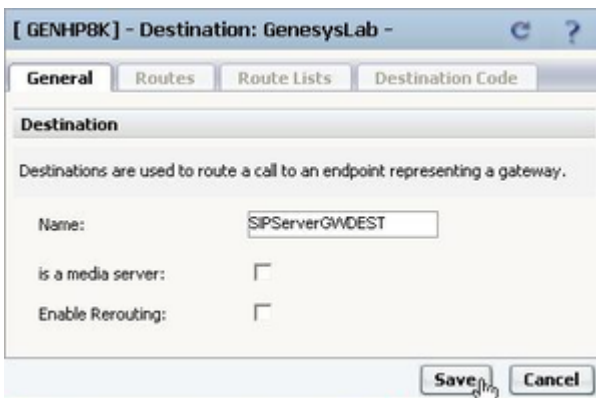 [ GENHP8K] - Destination: GenesysLab -
General Routes Route Lists Destination Code
Destination
Destinations are used to route a call to an endpoint representing a gateway.
Name: SIPServerGWDEST
is a media server:
Enable Rerouting:
Save Cancel